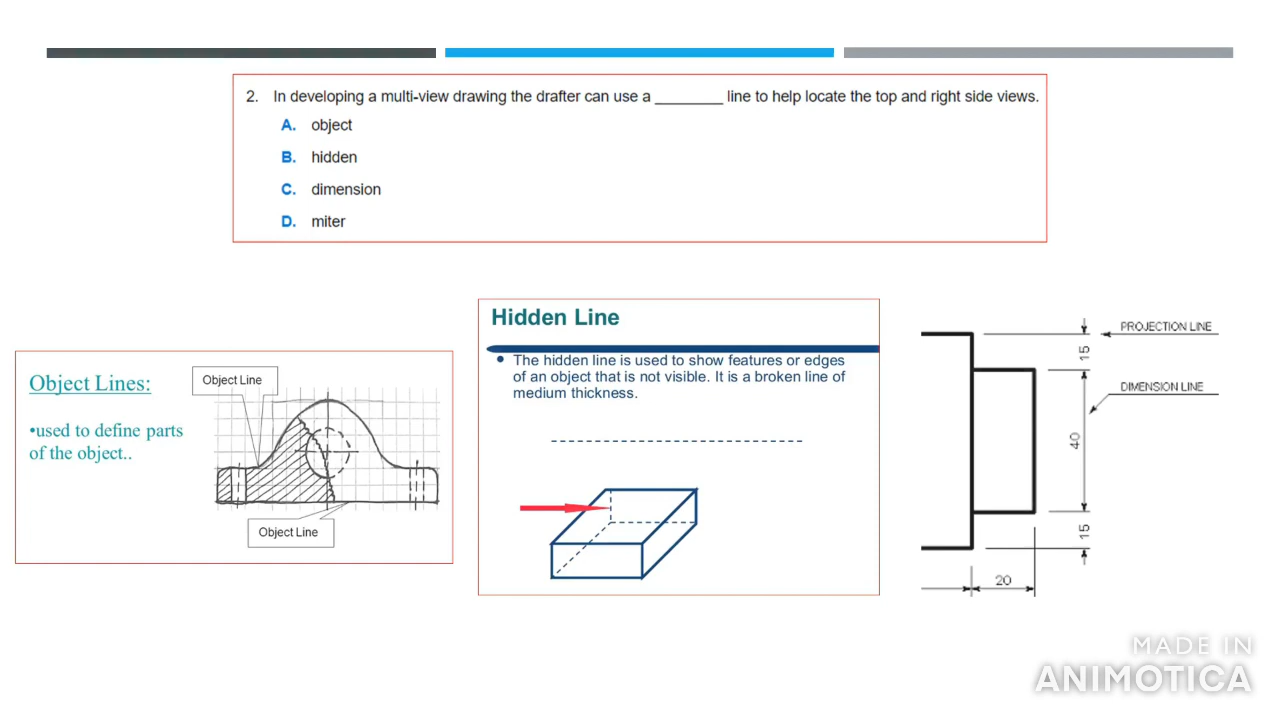 2. In developing a multi-view drawing the drafter can use a ________ line to help locate the top and right side views.
A. object
B. hidden
C. dimension
D. miter
Object Lines:
•used to define parts
of the object..
Object Line
Object Line
Hidden Line
• The hidden line is used to show features or edges
of an object that is not visible. It is a broken line of
medium thickness.
PROJECTION LINE
15
DIMENSION LINE
40
15
20
MADE IN
ANIMOTICA